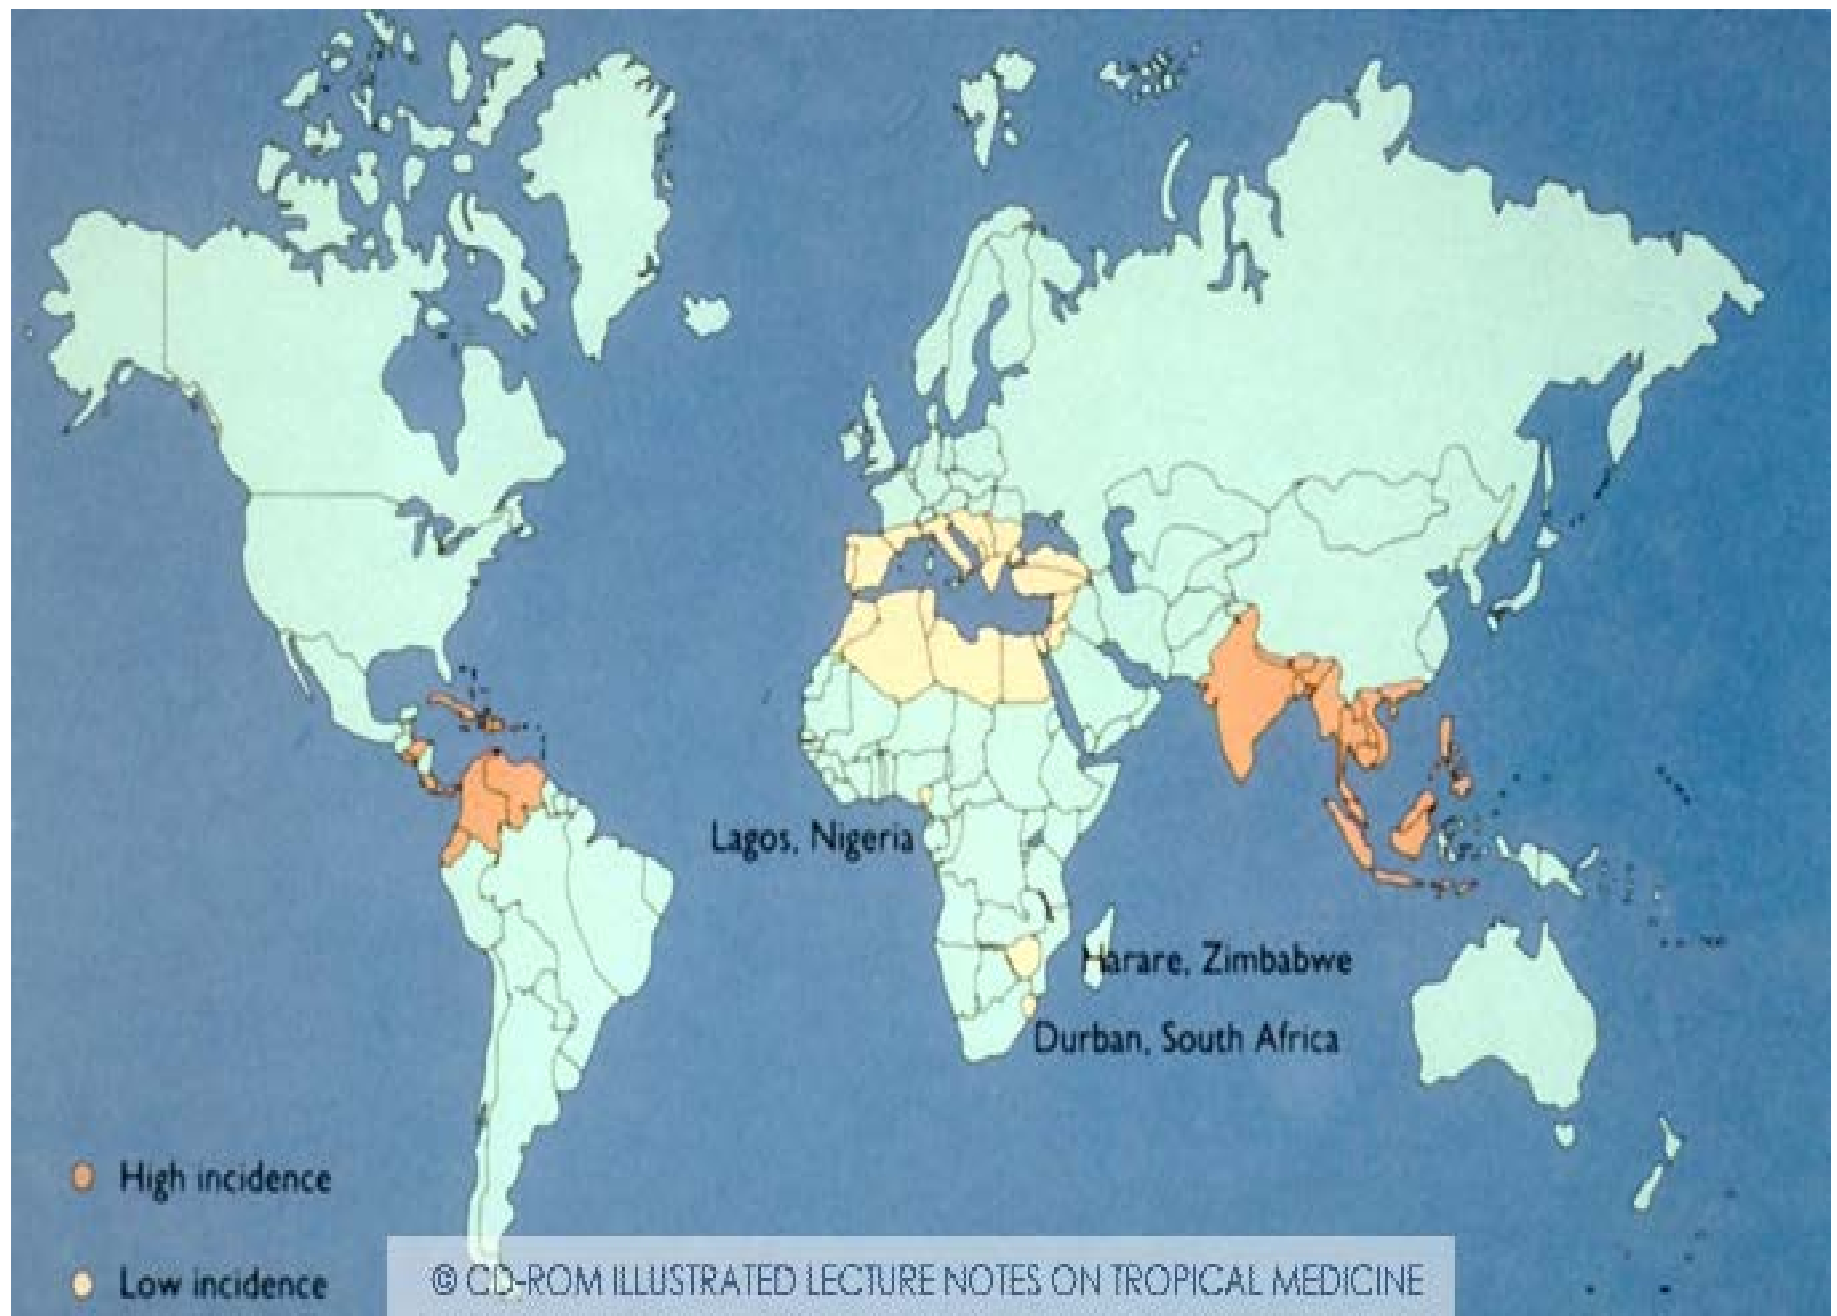 Lagos, Nigeria
Harare, Zimbabwe
Durban, South Africa
High incidence
Low incidence
© CD-ROM ILLUSTRATED LECTURE NOTES ON TROPICAL MEDICINE